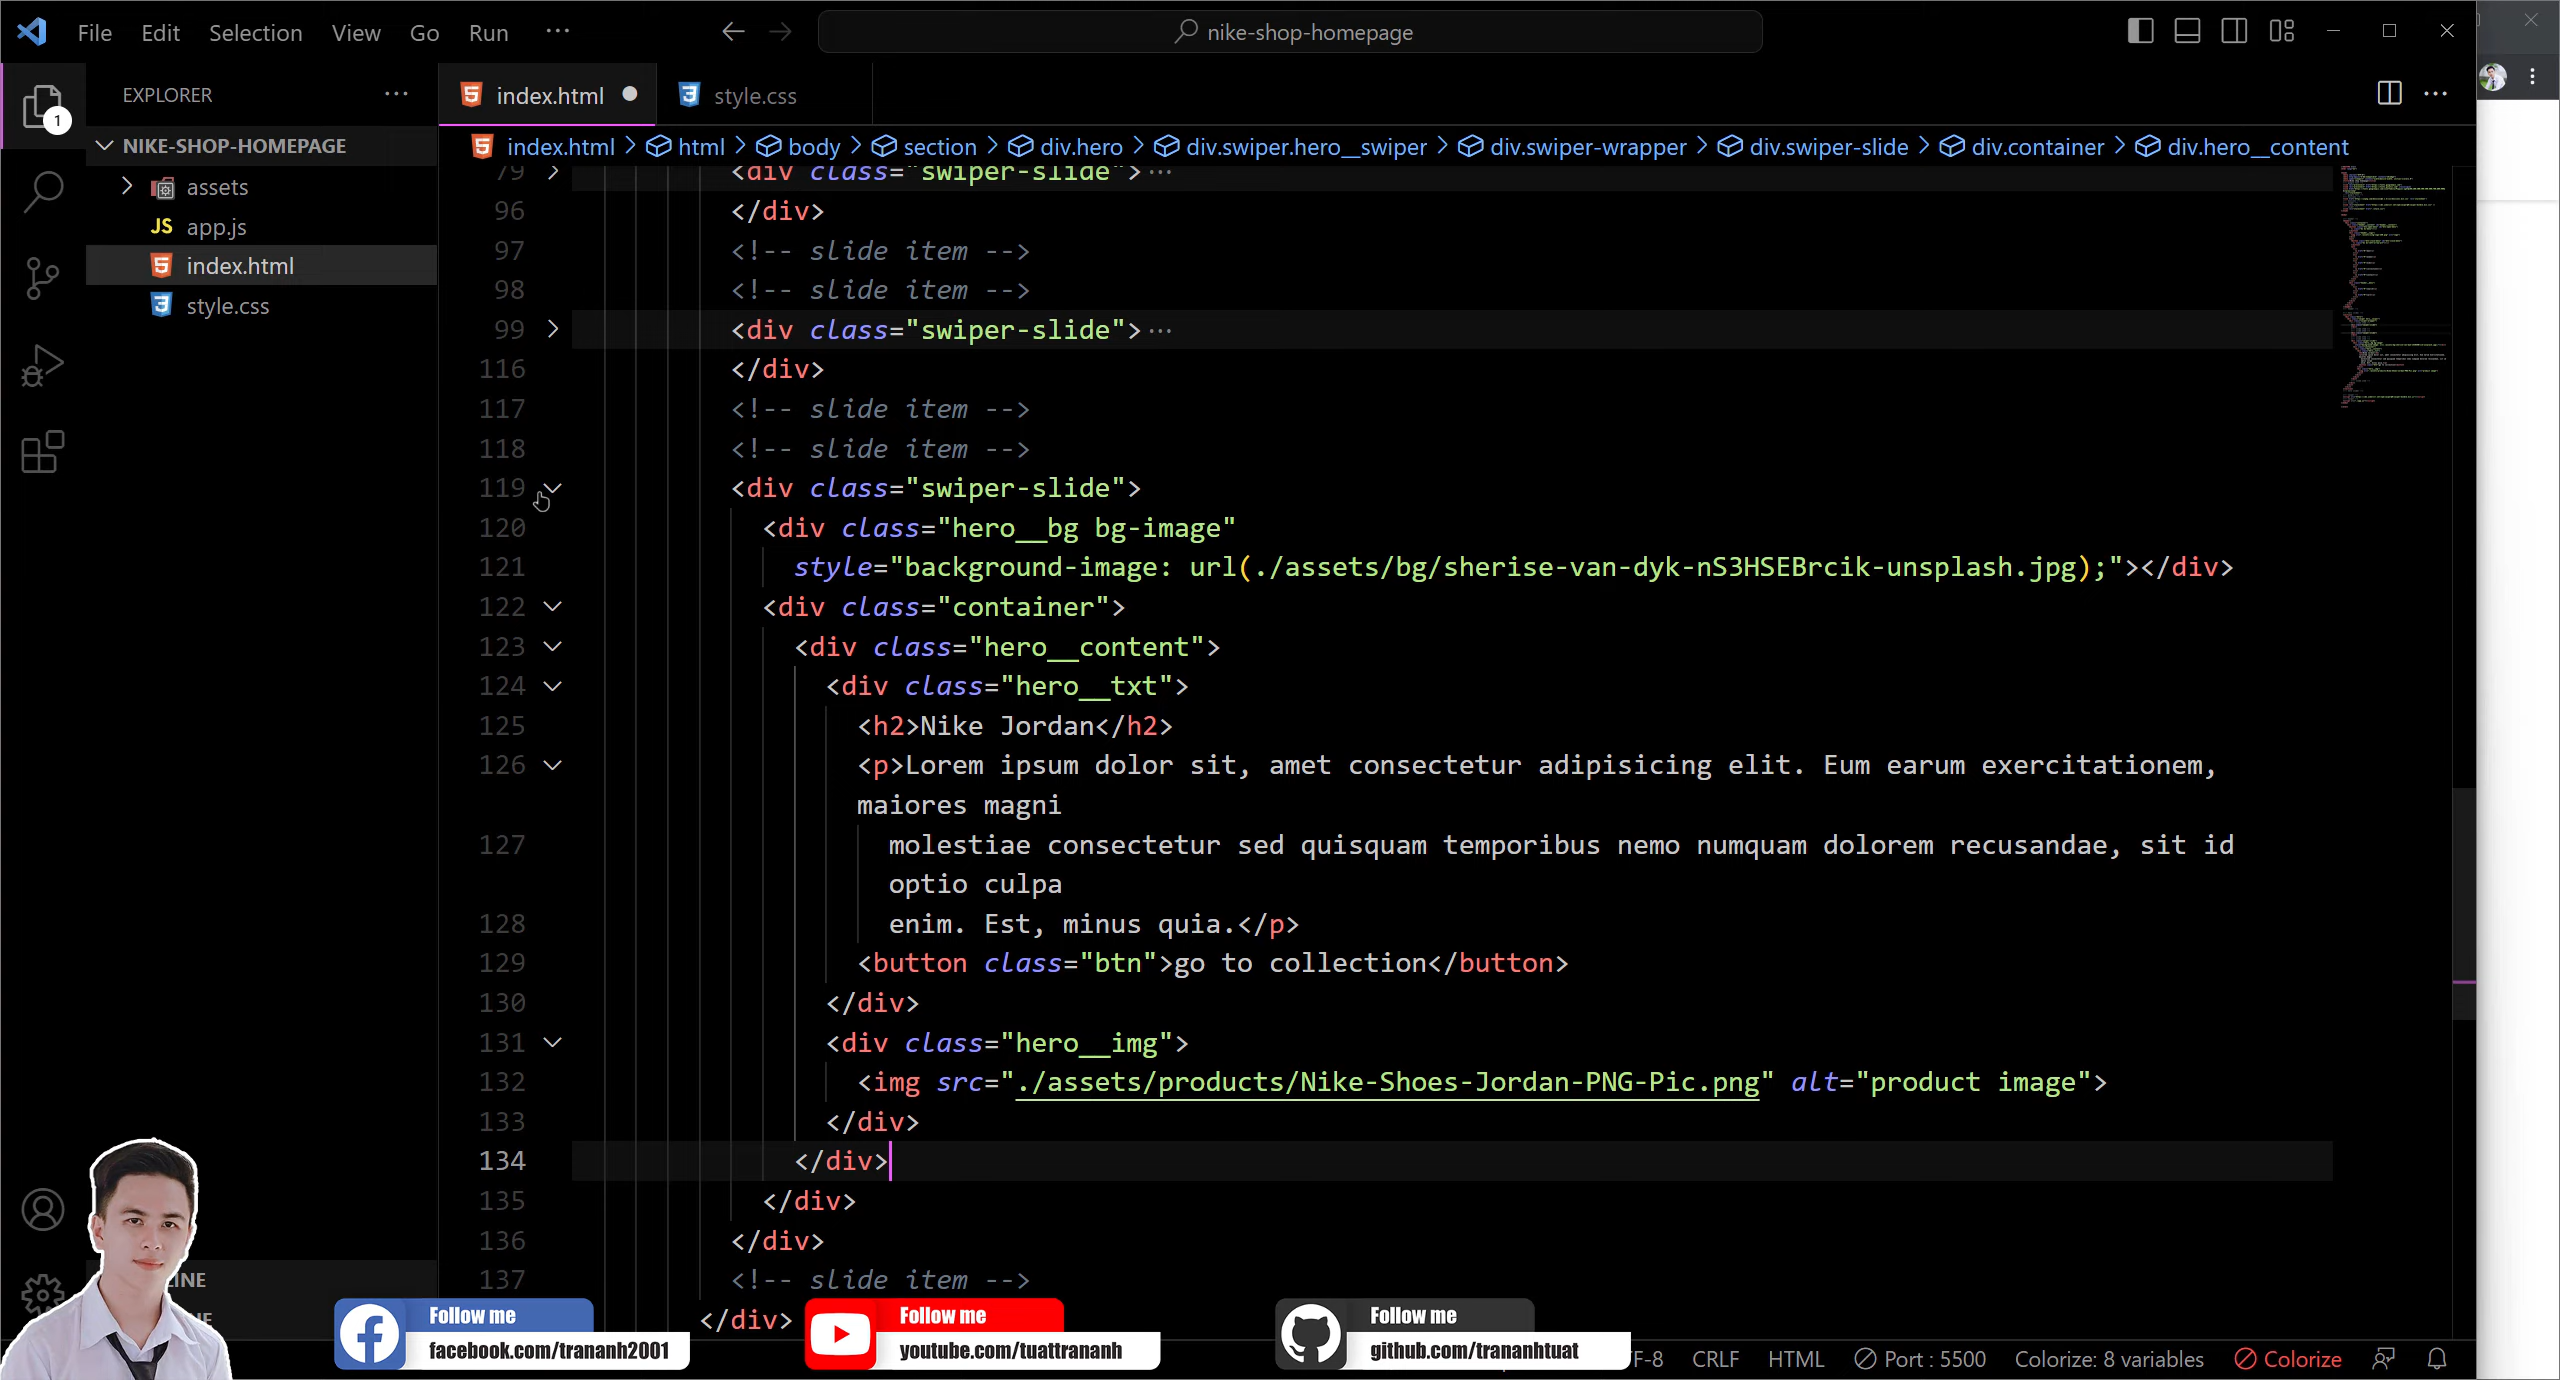 File Edit Selection View Go Run ···
nike-shop-homepage
EXPLORER ···
index.html
style.css
1
NIKE-SHOP-HOMEPAGE
assets
JS app.js
index.html
style.css
index.html > html > body > section > div.hero > div.swiper.hero__swiper > div.swiper-wrapper > div.swiper-slide > div.container > div.hero__content
79 <div class="swiper-slide">···
96 </div>
97 <!-- slide item -->
98 <!-- slide item -->
99 <div class="swiper-slide">···
116 </div>
117 <!-- slide item -->
118 <!-- slide item -->
119 <div class="swiper-slide">
120 <div class="hero__bg bg-image"
121 style="background-image: url(./assets/bg/sherise-van-dyk-nS3HSEBrcik-unsplash.jpg);"></div>
122 <div class="container">
123 <div class="hero__content">
124 <div class="hero__txt">
125 <h2>Nike Jordan</h2>
126 <p>Lorem ipsum dolor sit, amet consectetur adipisicing elit. Eum earum exercitationem,
maiores magni
127 molestiae consectetur sed quisquam temporibus nemo numquam dolorem recusandae, sit id
optio culpa
128 enim. Est, minus quia.</p>
129 <button class="btn">go to collection</button>
130 </div>
131 <div class="hero__img">
132 <img src="./assets/products/Nike-Shoes-Jordan-PNG-Pic.png" alt="product image">
133 </div>
134 </div>
135 </div>
136 </div>
137 <!-- slide item -->
</div>
INE
NE
Follow me
facebook.com/trananh2001
Follow me
youtube.com/tuattrananh
Follow me
github.com/trananhtuat
F-8 CRLF HTML Port : 5500 Colorize: 8 variables Colorize